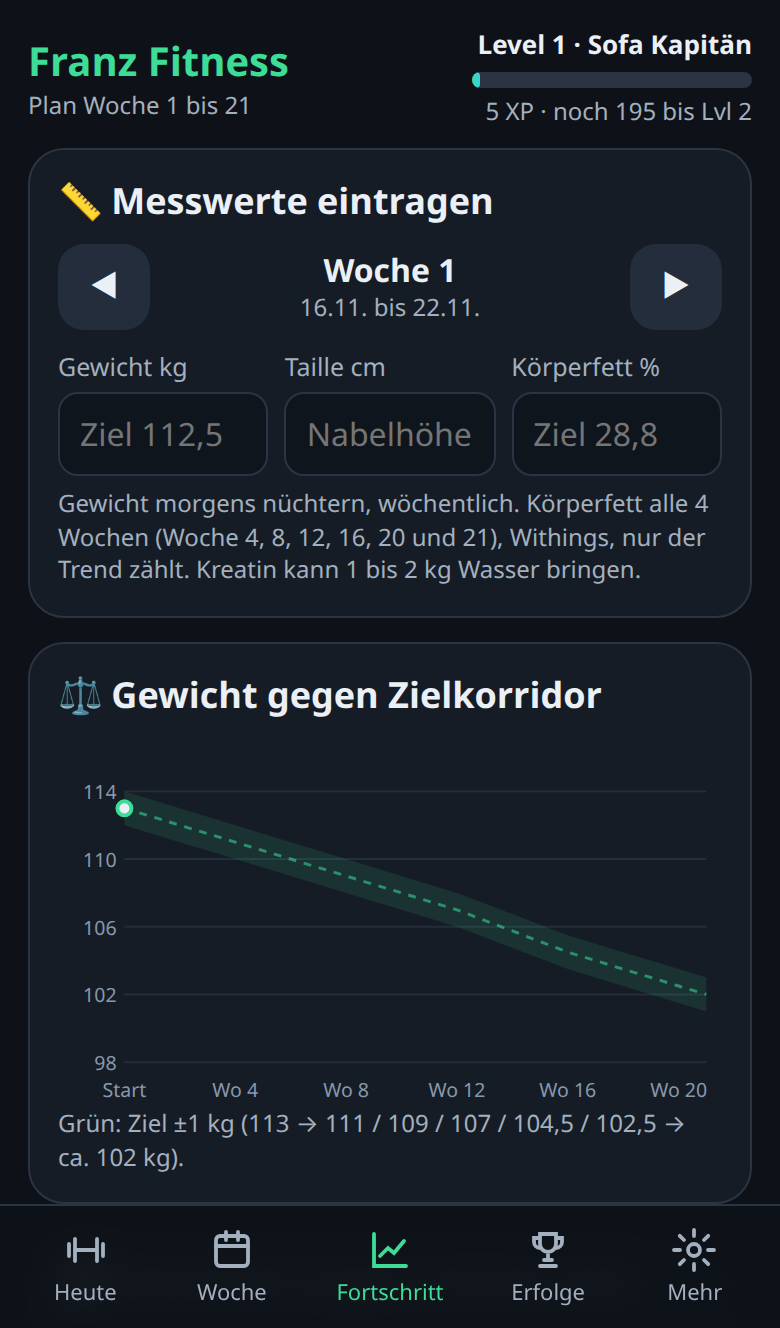 Franz Fitness
Plan Woche 1 bis 21
Level 1 · Sofa Kapitän
5 XP · noch 195 bis Lvl 2
📏 Messwerte eintragen
◀
Woche 1
16.11. bis 22.11.
▶
Gewicht kg
Taille cm
Körperfett %
Ziel 112,5
Nabelhöhe
Ziel 28,8
Gewicht morgens nüchtern, wöchentlich. Körperfett alle 4
Wochen (Woche 4, 8, 12, 16, 20 und 21), Withings, nur der
Trend zählt. Kreatin kann 1 bis 2 kg Wasser bringen.
⚖️ Gewicht gegen Zielkorridor
114
110
106
102
98
Start
Wo 4
Wo 8
Wo 12
Wo 16
Wo 20
Grün: Ziel ±1 kg (113 → 111 / 109 / 107 / 104,5 / 102,5 →
ca. 102 kg).
Heute
Woche
Fortschritt
Erfolge
Mehr